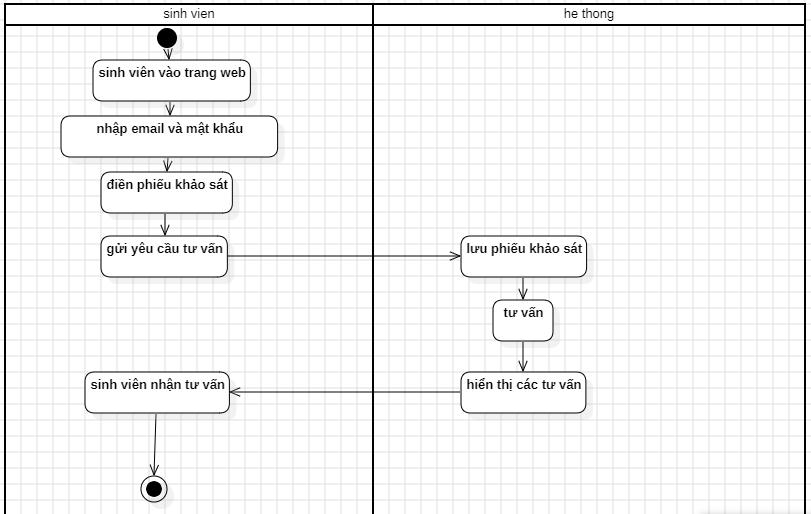 sinh vien
he thong
sinh viên vào trang web
nhập email và mật khẩu
điền phiếu khảo sát
gửi yêu cầu tư vấn
lưu phiếu khảo sát
tư vấn
sinh viên nhận tư vấn
hiển thị các tư vấn